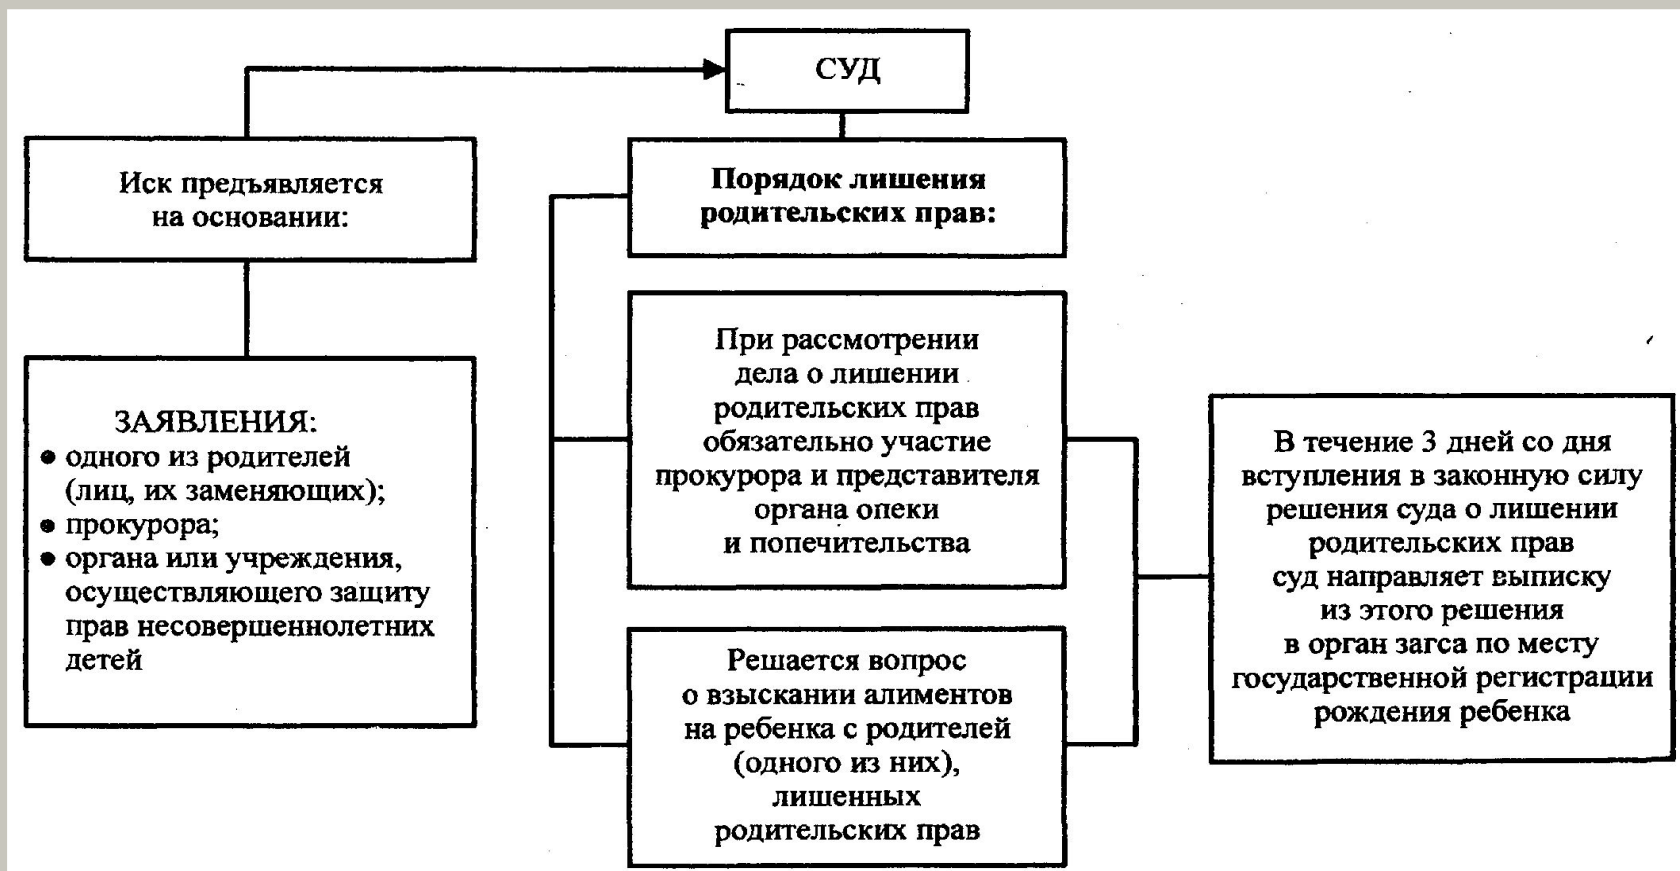 СУД
Иск предъявляется
на основании:
ЗАЯВЛЕНИЯ:
• одного из родителей
(лиц, их заменяющих);
• прокурора;
• органа или учреждения,
осуществляющего защиту
прав несовершеннолетних
детей
Порядок лишения
родительских прав:
При рассмотрении
дела о лишении
родительских прав
обязательно участие
прокурора и представителя
органа опеки
и попечительства
Решается вопрос
о взыскании алиментов
на ребенка с родителей
(одного из них),
лишенных
родительских прав
В течение 3 дней со дня
вступления в законную силу
решения суда о лишении
родительских прав
суд направляет выписку
из этого решения
в орган загса по месту
государственной регистрации
рождения ребенка